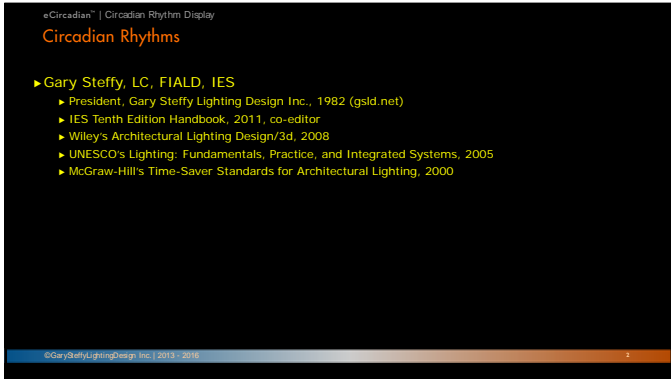 eCircadian™ | Circadian Rhythm Display
Circadian Rhythms
►Gary Steffy, LC, FIALD, IES
► President, Gary Steffy Lighting Design Inc., 1982 (gsld.net)
► IES Tenth Edition Handbook, 2011, co-editor
► Wiley's Architectural Lighting Design/3d, 2008
► UNESCO's Lighting: Fundamentals, Practice, and Integrated Systems, 2005
► McGraw-Hill's Time-Saver Standards for Architectural Lighting, 2000
©GarySteffyLightingDesign Inc. | 2013 - 2016